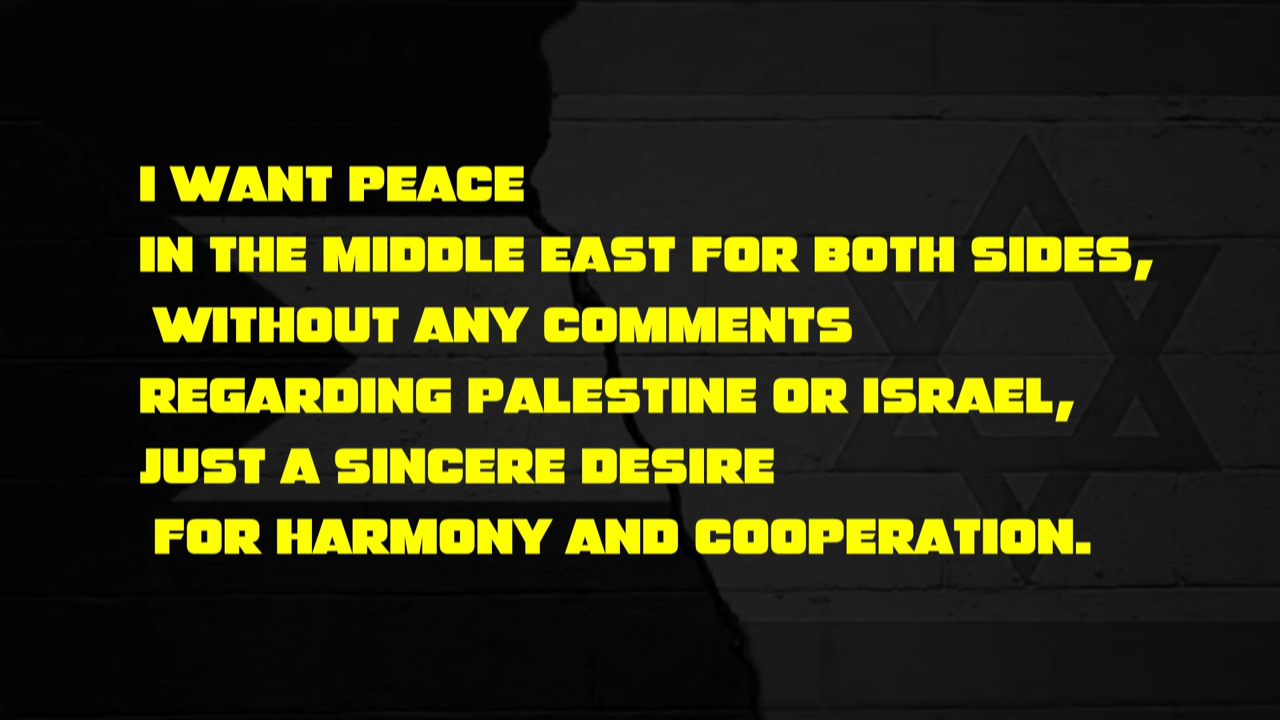 I WANT PEACE
IN THE MIDDLE EAST FOR BOTH SIDES,
WITHOUT ANY COMMENTS
REGARDING PALESTINE OR ISRAEL,
JUST A SINCERE DESIRE
FOR HARMONY AND COOPERATION.